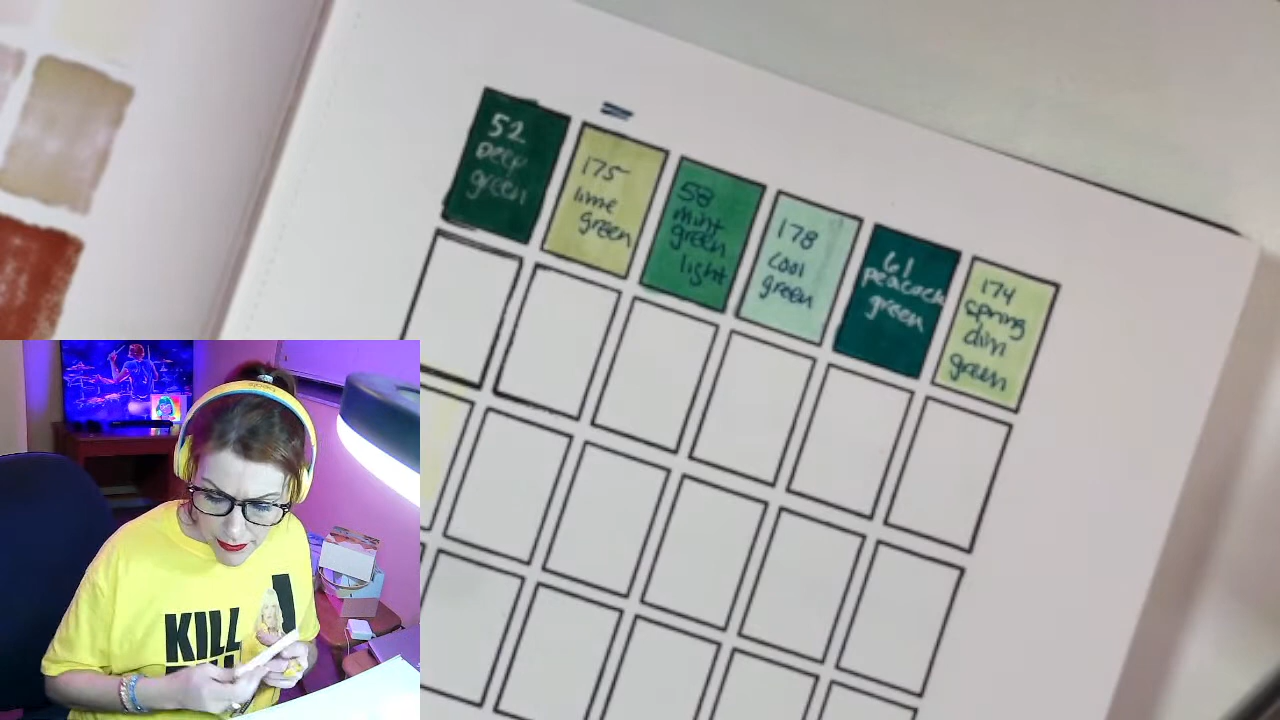 52
Deep
green
175
lime
green
58
mint
green
light
178
cool
green
61
peacock
green
174
spring
dim
green
KILL